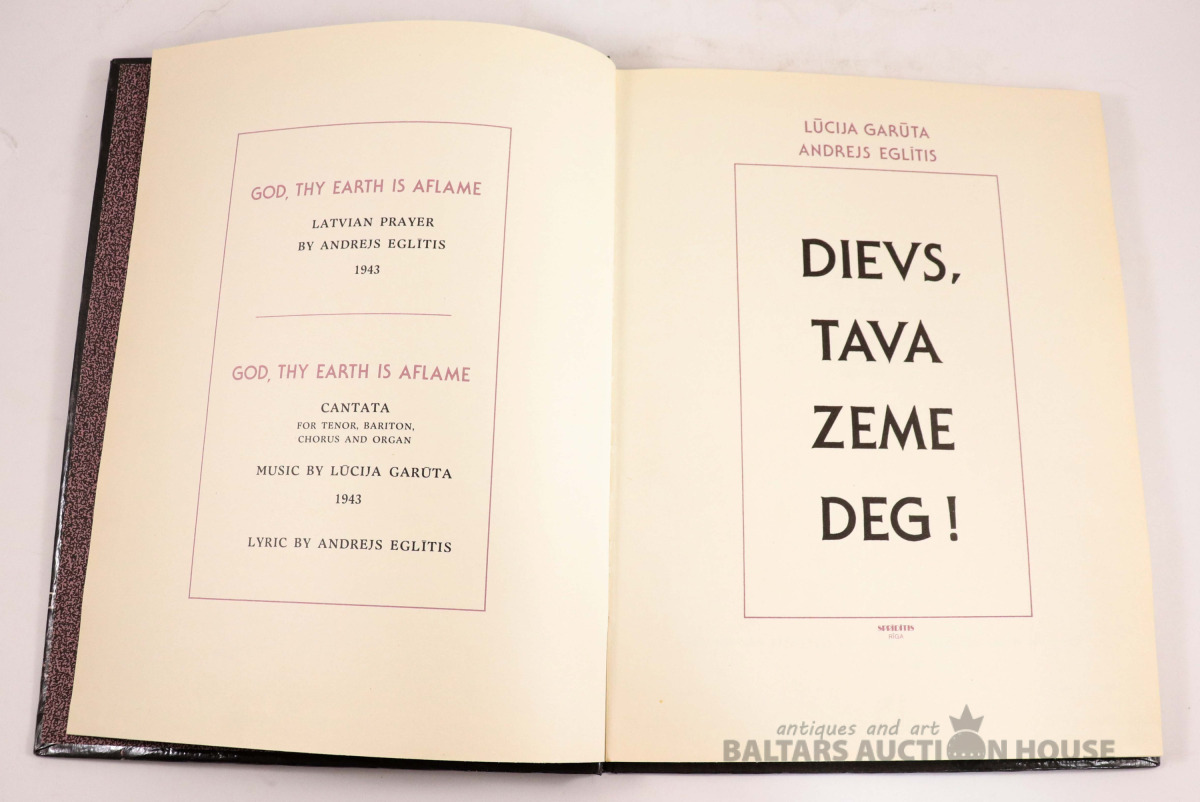 GOD, THY EARTH IS AFLAME
LATVIAN PRAYER
BY ANDREJS EGLĪTIS
1943
GOD, THY EARTH IS AFLAME
CANTATA
FOR TENOR, BARITON,
CHORUS AND ORGAN
MUSIC BY LŪCIJA GARŪTA
1943
LYRIC BY ANDREJS EGLĪTIS
LŪCIJA GARŪTA
ANDREJS EGLĪTIS
DIEVS,
TAVA
ZEME
DEG!
SPRĪDĪTIS
RĪGA
antiques and art
BALTARS AUCTION HOUSE